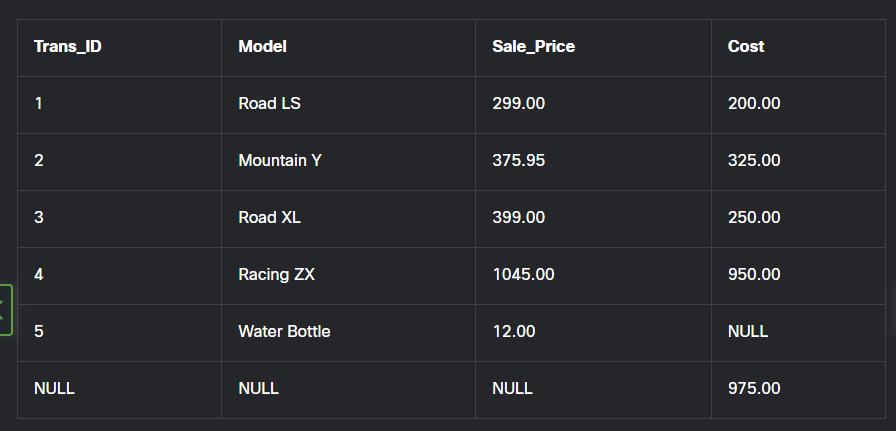 Trans_ID Model Sale_Price Cost
1 Road LS 299.00 200.00
2 Mountain Y 375.95 325.00
3 Road XL 399.00 250.00
4 Racing ZX 1045.00 950.00
5 Water Bottle 12.00 NULL
NULL NULL NULL 975.00